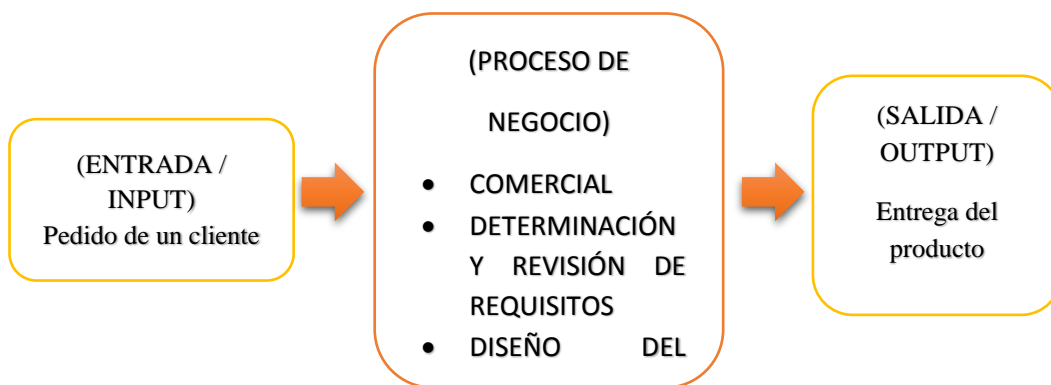 (ENTRADA /
INPUT)
Pedido de un cliente
(PROCESO DE
NEGOCIO)
• COMERCIAL
• DETERMINACIÓN
Y REVISIÓN DE
REQUISITOS
• DISEÑO DEL
(SALIDA /
OUTPUT)
Entrega del
producto